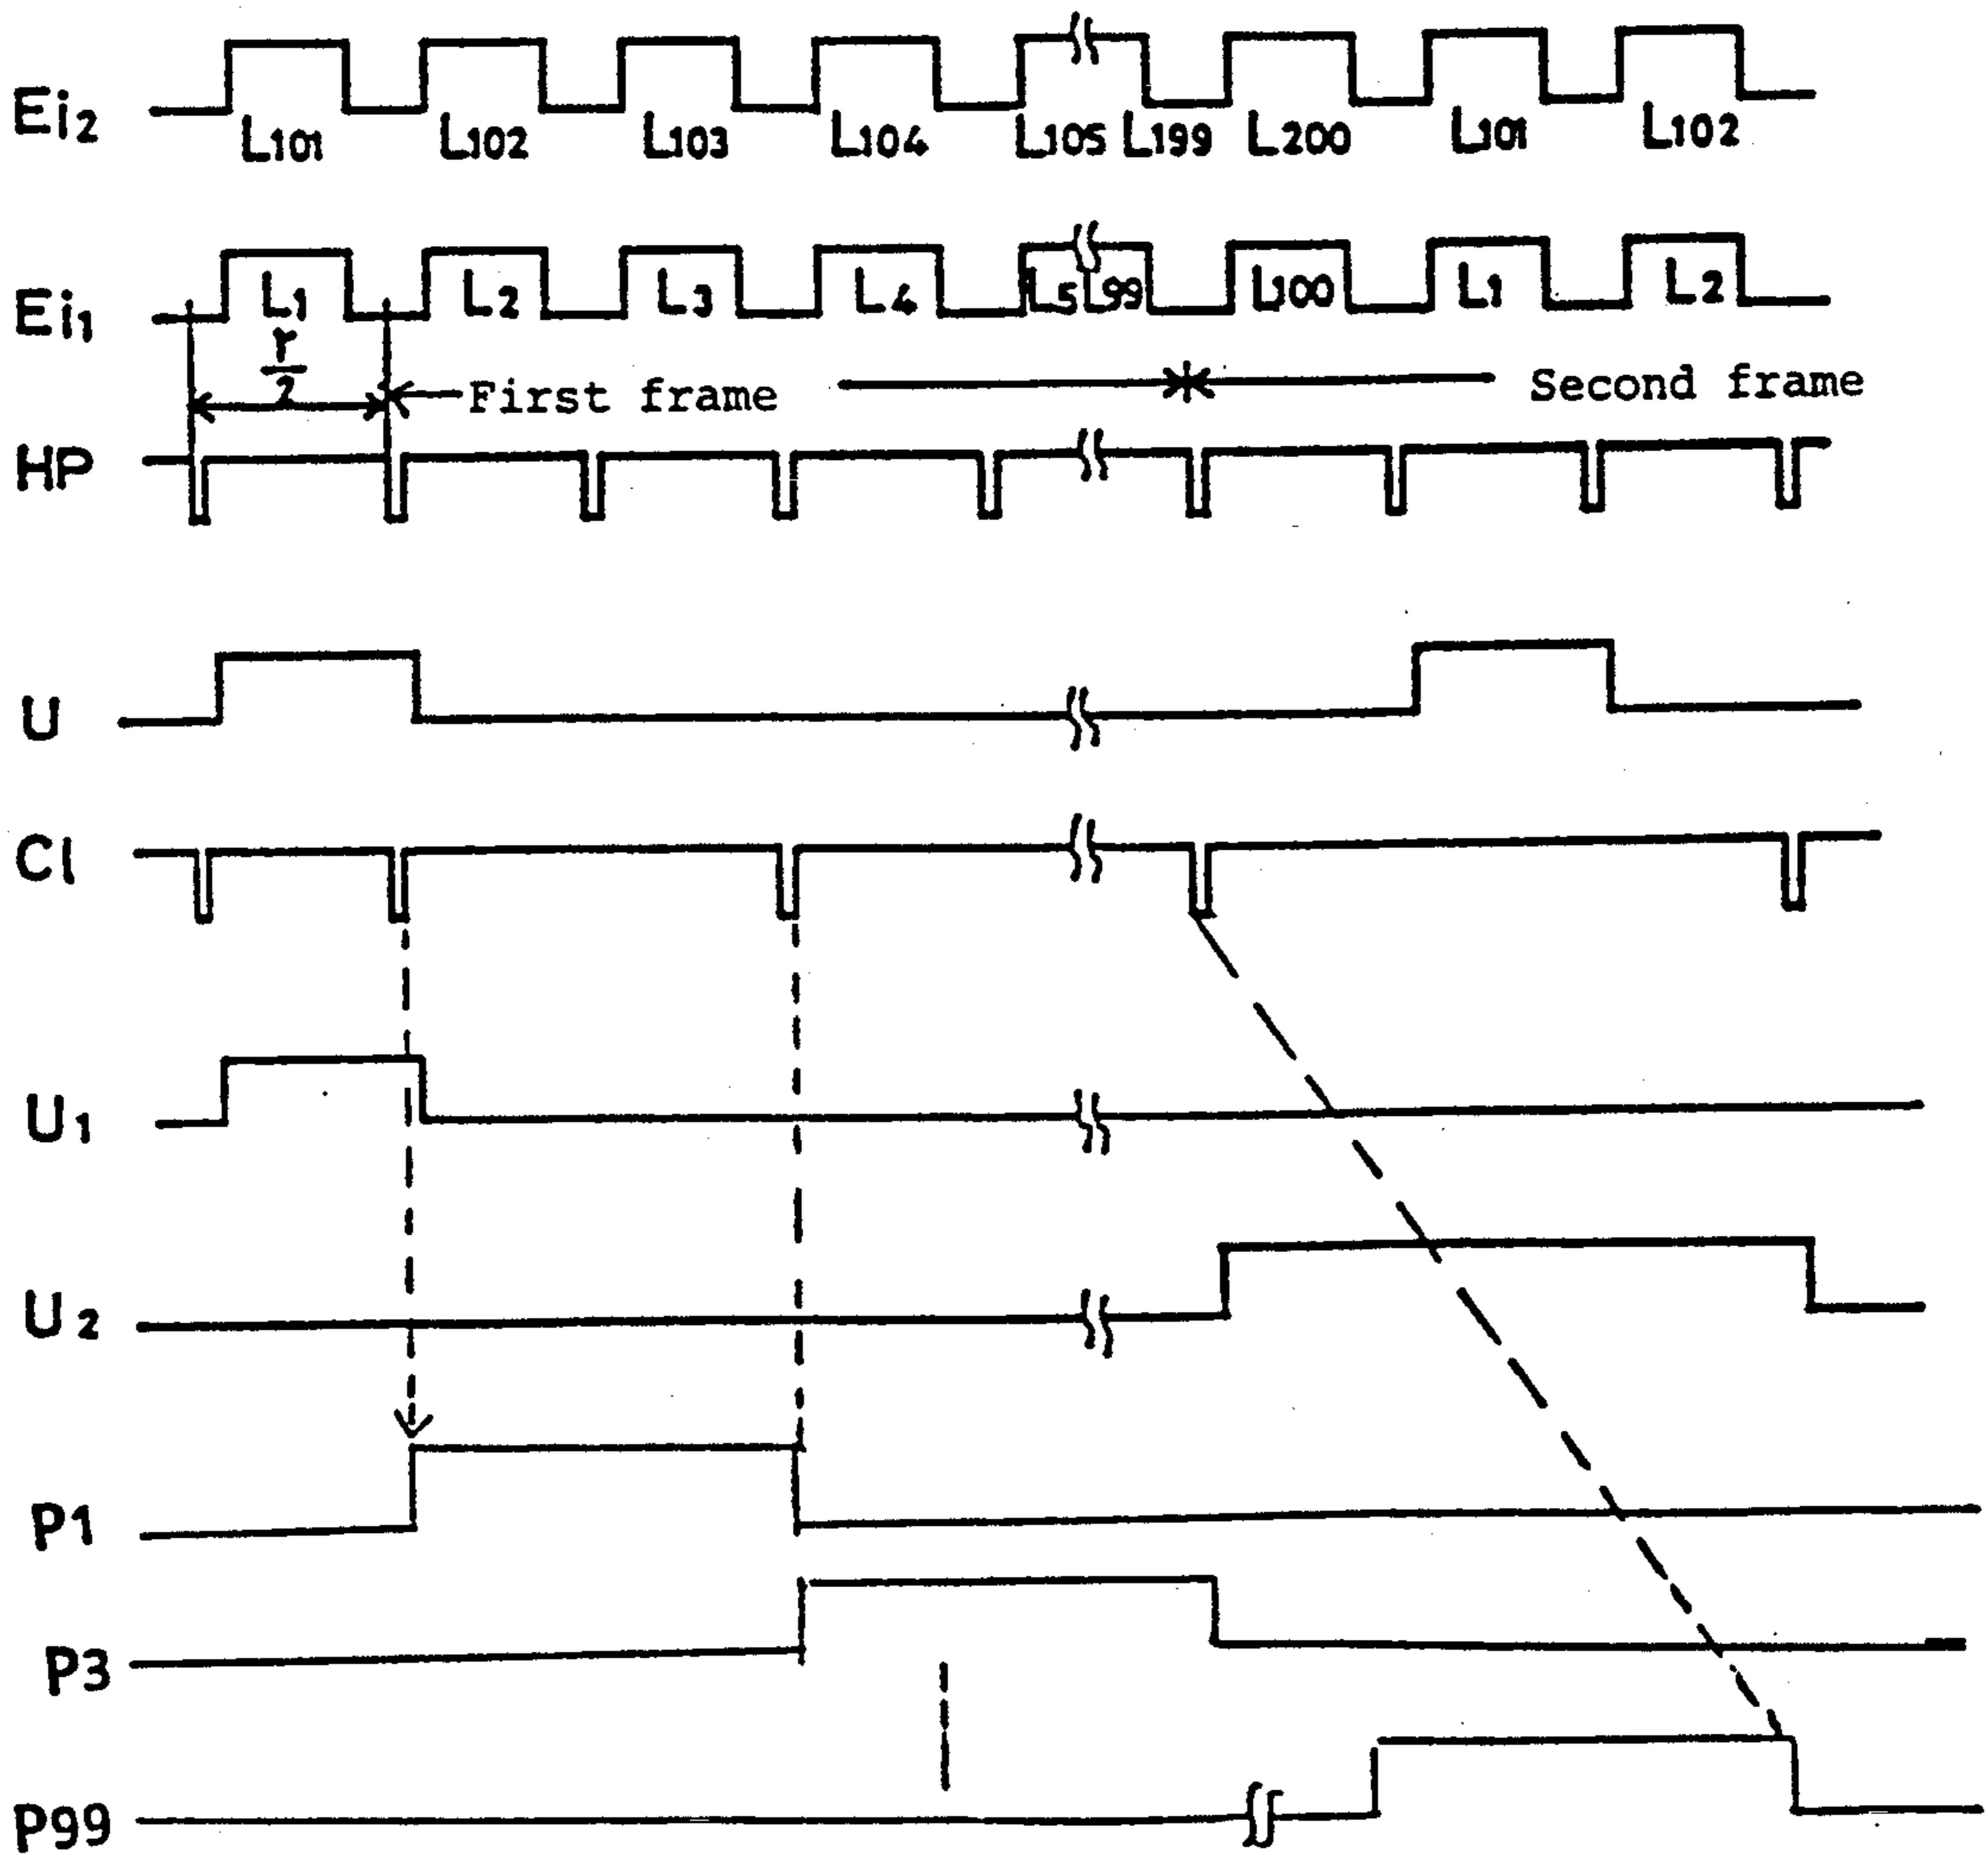 Ei2
L101 L102 L103 L104 L105 L199 L200 L101 L102
Ei1
L1 L2 L3 L4 L5 L99 L100 L1 L2
r/2
First frame
Second frame
HP
U
Cl
U1
U2
P1
P3
P99